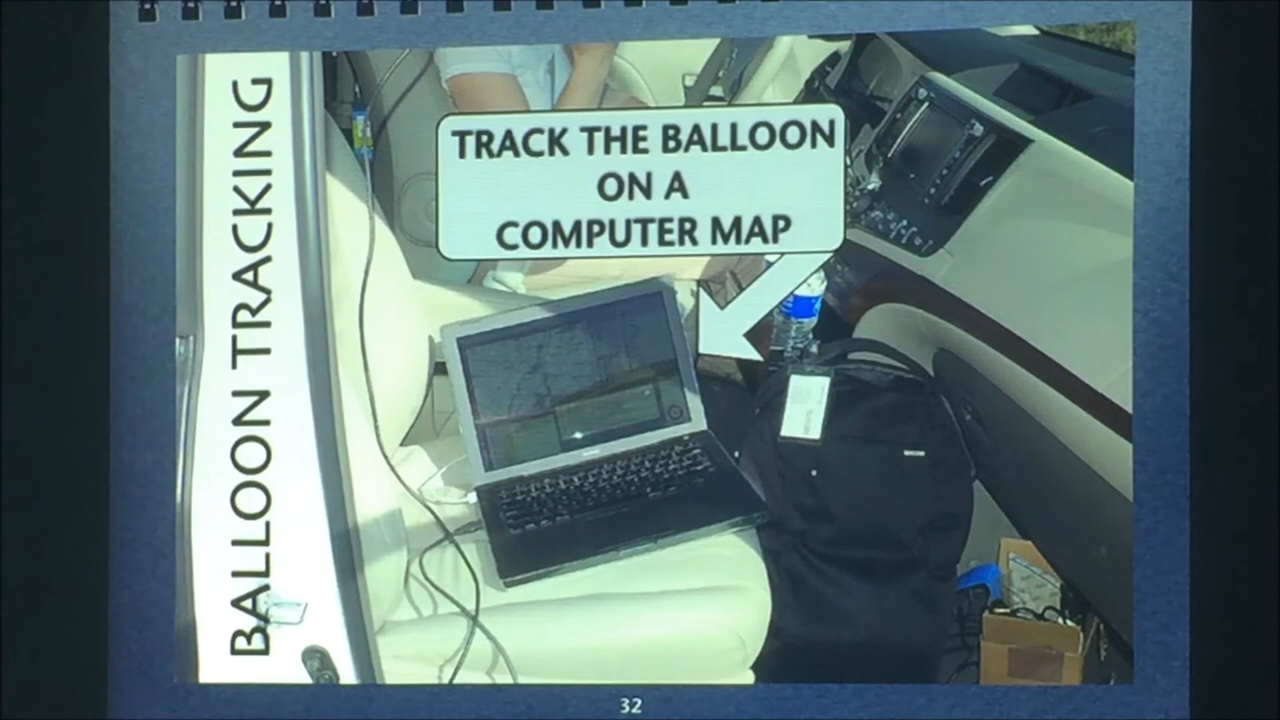 BALLOON TRACKING
TRACK THE BALLOON
ON A
COMPUTER MAP
32